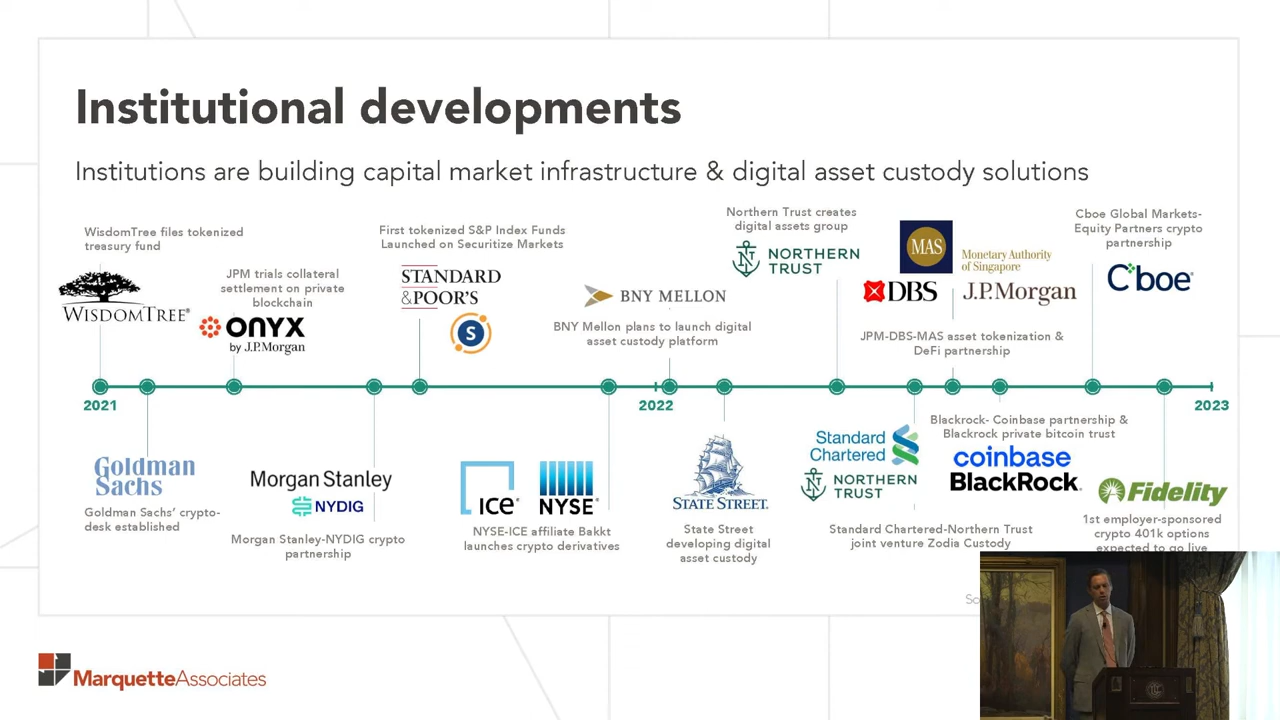 Institutional developments
Institutions are building capital market infrastructure & digital asset custody solutions
WisdomTree files tokenized
treasury fund
WISDOMTREE®
JPM trials collateral
settlement on private
blockchain
ONYX
by J.P.Morgan
First tokenized S&P Index Funds
Launched on Securitize Markets
STANDARD
&POOR'S
S
BNY MELLON
BNY Mellon plans to launch digital
asset custody platform
Northern Trust creates
digital assets group
NORTHERN
TRUST
MAS
Monetary Authority
of Singapore
DBS
J.P.Morgan
JPM-DBS-MAS asset tokenization &
DeFi partnership
Cboe Global Markets-
Equity Partners crypto
partnership
Cboe®
2021
2022
2023
Goldman
Sachs
Goldman Sachs' crypto-
desk established
Morgan Stanley
NYDIG
Morgan Stanley-NYDIG crypto
partnership
ICE®
NYSE®
NYSE-ICE affiliate Bakkt
launches crypto derivatives
STATE STREET.
State Street
developing digital
asset custody
Standard
Chartered
NORTHERN
TRUST
Standard Chartered-Northern Trust
joint venture Zodia Custody
Blackrock- Coinbase partnership &
Blackrock private bitcoin trust
coinbase
BlackRock.
Fidelity
1st employer-sponsored
crypto 401k options
expected to go live
MarquetteAssociates